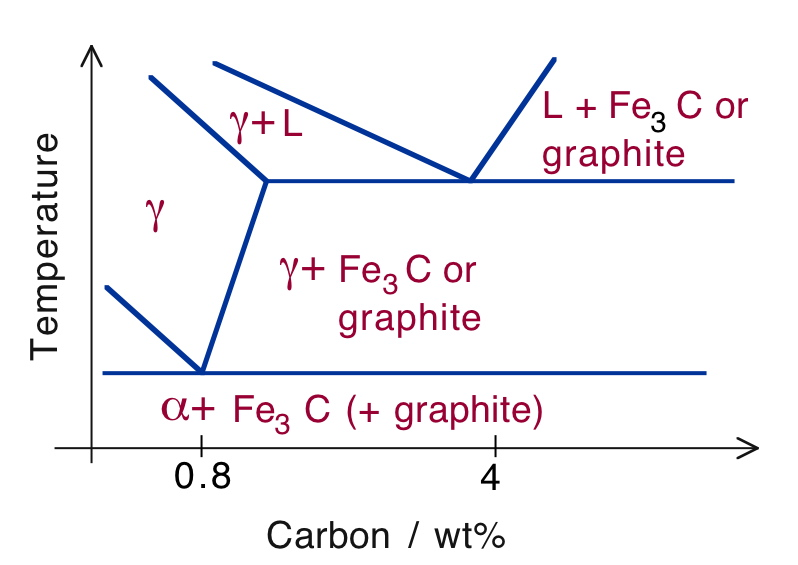 γ+L
L + Fe₃ C or
graphite
γ
γ+ Fe₃ C or
graphite
α+ Fe₃ C (+ graphite)
0.8
4
Carbon / wt%
Temperature